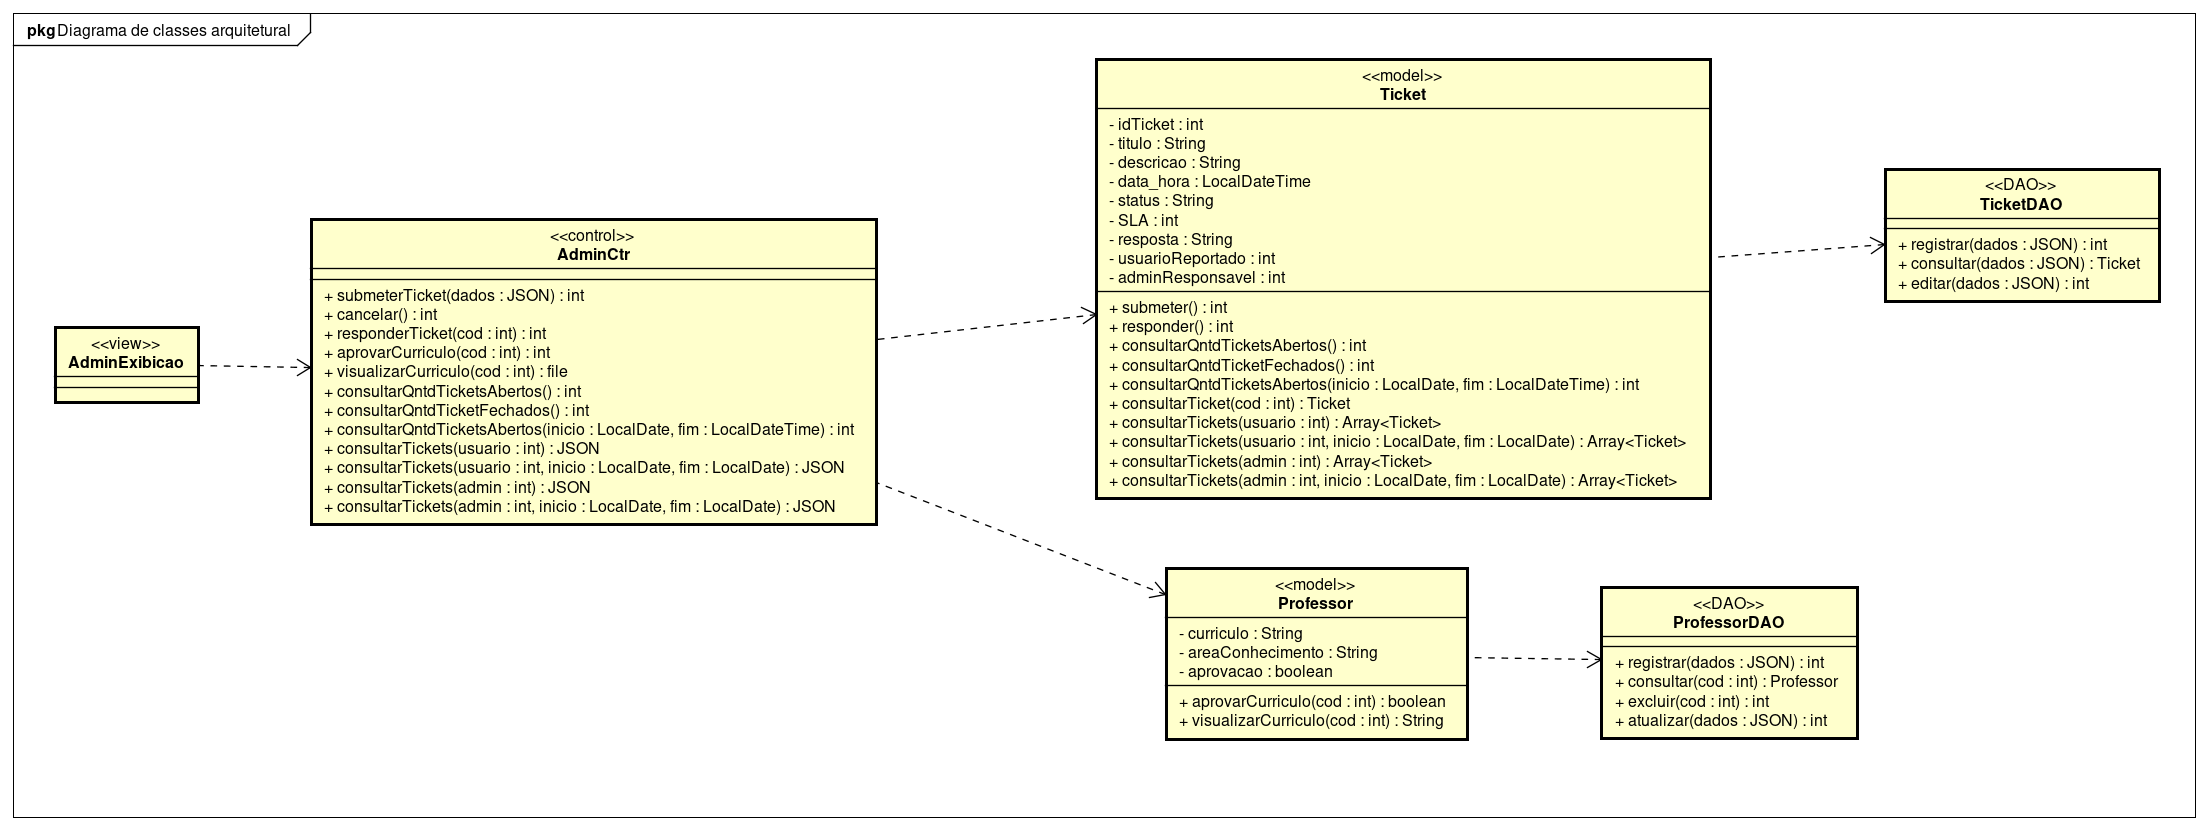 pkg Diagrama de classes arquitetural
<<view>>
AdminExibicao
<<control>>
AdminCtr
+ submeterTicket(dados : JSON) : int
+ cancelar() : int
+ responderTicket(cod : int) : int
+ aprovarCurriculo(cod : int) : int
+ visualizarCurriculo(cod : int) : file
+ consultarQntdTicketsAbertos() : int
+ consultarQntdTicketFechados() : int
+ consultarQntdTicketsAbertos(inicio : LocalDate, fim : LocalDateTime) : int
+ consultarTickets(usuario : int) : JSON
+ consultarTickets(usuario : int, inicio : LocalDate, fim : LocalDate) : JSON
+ consultarTickets(admin : int) : JSON
+ consultarTickets(admin : int, inicio : LocalDate, fim : LocalDate) : JSON
<<model>>
Ticket
- idTicket : int
- titulo : String
- descricao : String
- data_hora : LocalDateTime
- status : String
- SLA : int
- resposta : String
- usuarioReportado : int
- adminResponsavel : int
+ submeter() : int
+ responder() : int
+ consultarQntdTicketsAbertos() : int
+ consultarQntdTicketFechados() : int
+ consultarQntdTicketsAbertos(inicio : LocalDate, fim : LocalDateTime) : int
+ consultarTicket(cod : int) : Ticket
+ consultarTickets(usuario : int) : Array<Ticket>
+ consultarTickets(usuario : int, inicio : LocalDate, fim : LocalDate) : Array<Ticket>
+ consultarTickets(admin : int) : Array<Ticket>
+ consultarTickets(admin : int, inicio : LocalDate, fim : LocalDate) : Array<Ticket>
<<DAO>>
TicketDAO
+ registrar(dados : JSON) : int
+ consultar(dados : JSON) : Ticket
+ editar(dados : JSON) : int
<<model>>
Professor
- curriculo : String
- areaConhecimento : String
- aprovacao : boolean
+ aprovarCurriculo(cod : int) : boolean
+ visualizarCurriculo(cod : int) : String
<<DAO>>
ProfessorDAO
+ registrar(dados : JSON) : int
+ consultar(cod : int) : Professor
+ excluir(cod : int) : int
+ atualizar(dados : JSON) : int